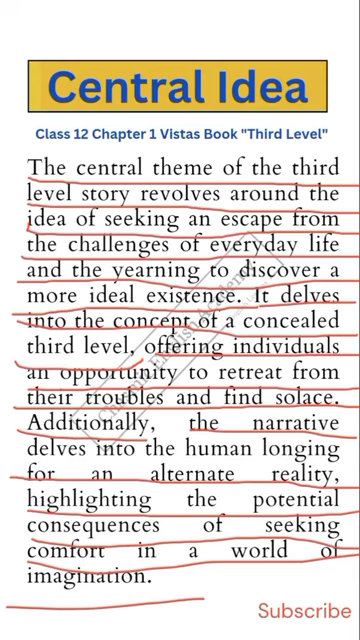 Central Idea
Class 12 Chapter 1 Vistas Book "Third Level"
The central theme of the third
level story revolves around the
idea of seeking an escape from
the challenges of everyday life
and the yearning to discover a
more ideal existence. It delves
into the concept of a concealed
third level, offering individuals
an opportunity to retreat from
their troubles and find solace.
Additionally, the narrative
delves into the human longing
for an alternate reality,
highlighting the potential
consequences of seeking
comfort in a world of
imagination.
Subscribe